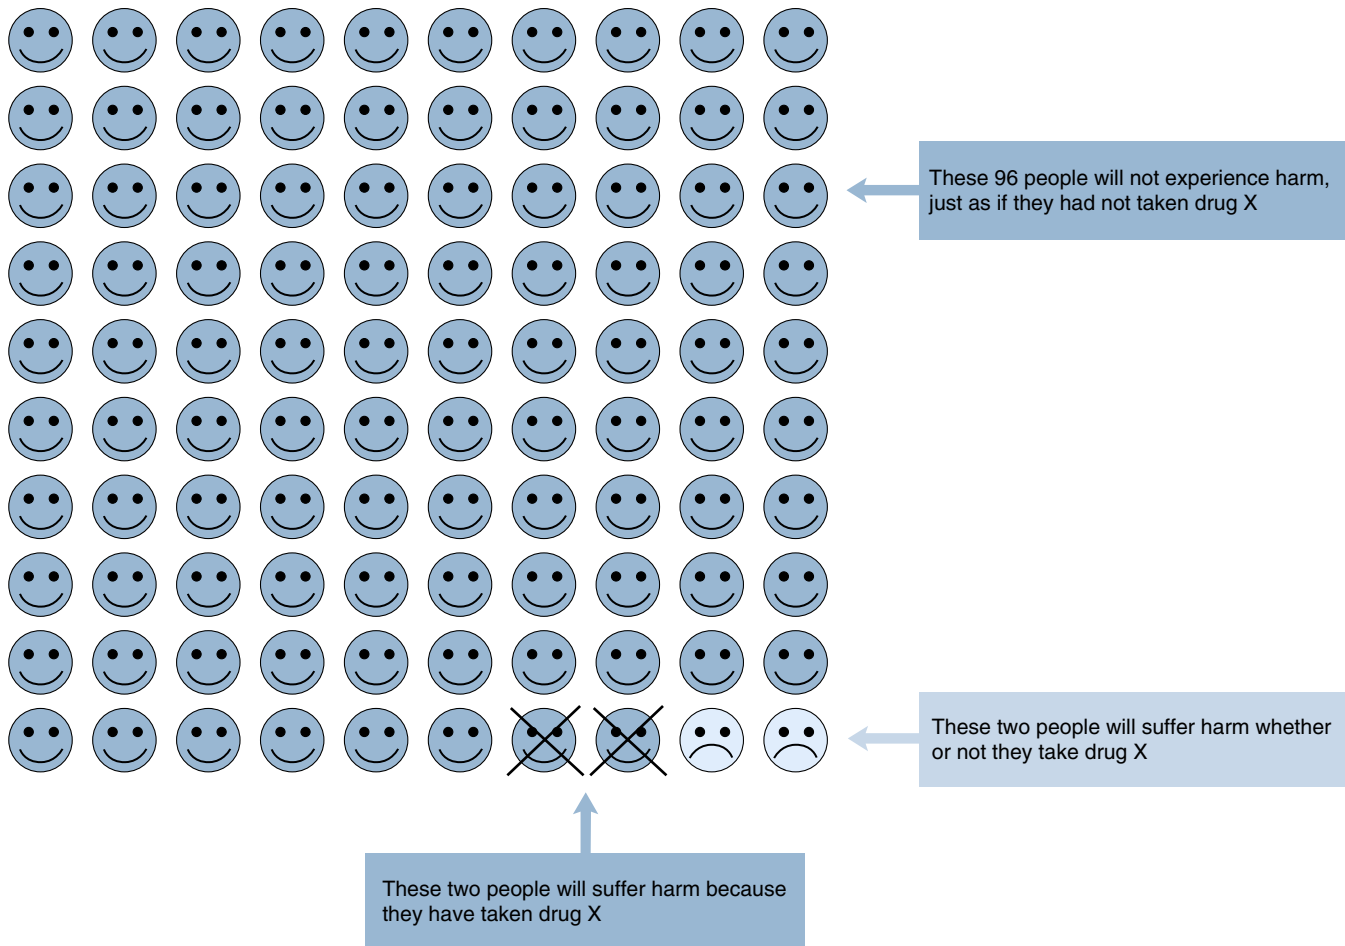 These 96 people will not experience harm,
just as if they had not taken drug X
These two people will suffer harm whether
or not they take drug X
These two people will suffer harm because
they have taken drug X